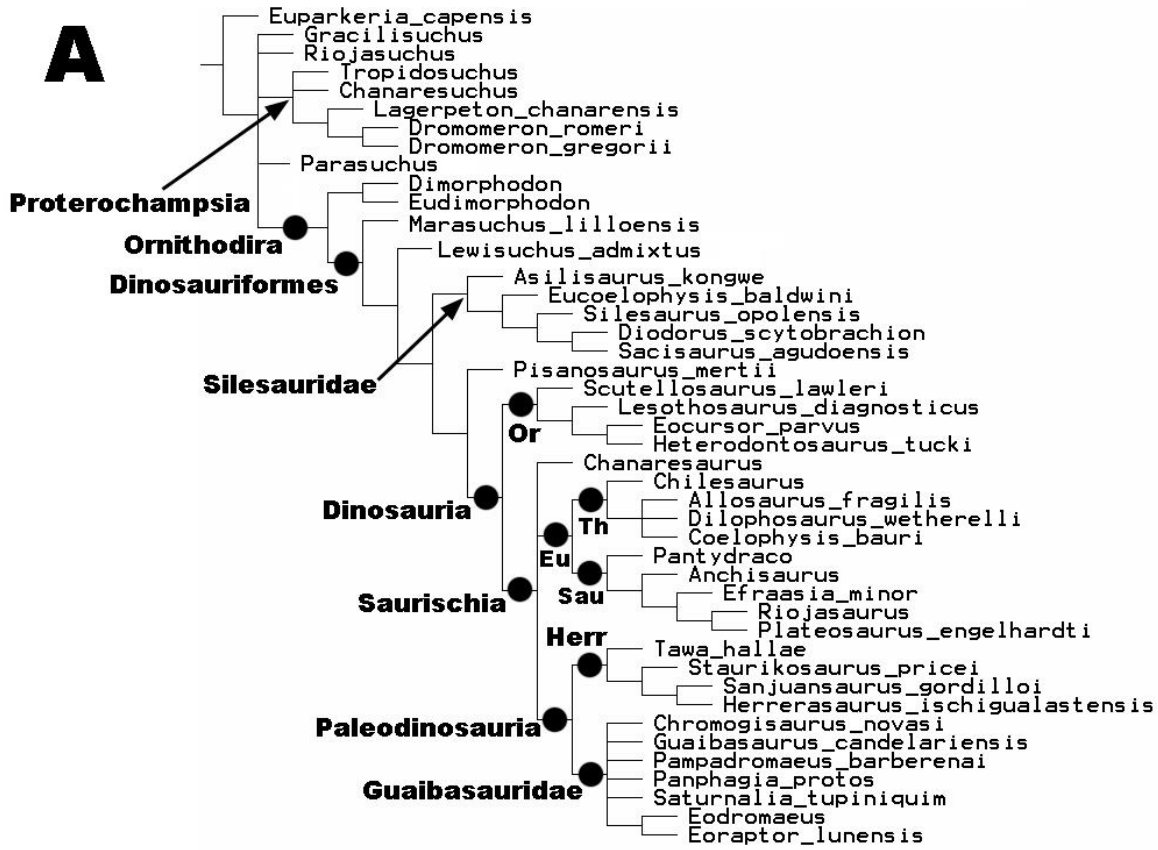 A
Euparkeria_capensis
Gracilisuchus
Riojasuchus
Tropidosuchus
Chanaresuchus
Lagerpeton_chanarensis
Dromomeron_romeri
Dromomeron_gregorii
Parasuchus
Proterochampsia
Dimorphodon
Eudimorphodon
Ornithodira
Marasuchus_lilloensis
Lewisuchus_admixtus
Dinosauriformes
Asilisaurus_kongwe
Eucoelophysis_baldwini
Silesaurus_opolensis
Diodorus_scytobrachion
Sacisaurus_agudoensis
Silesauridae
Pisanosaurus_mertii
Scutellosaurus_lawleri
Lesothosaurus_diagnosticus
Eocursor_parvus
Or
Heterodontosaurus_tucki
Chanaresaurus
Chilesaurus
Allosaurus_fragilis
Dinosauria
Dilophosaurus_wetherelli
Th
Coelophysis_bauri
Eu
Pantydraco
Anchisaurus
Sau
Efraasia_minor
Saurischia
Riojasaurus
Plateosaurus_engelhardti
Herr
Tawa_hallae
Staurikosaurus_pricei
Sanjuansaurus_gordilloi
Herrerasaurus_ischigualastensis
Paleodinosauria
Chromogisaurus_novasi
Guaibasaurus_candelariensis
Pampadromaeus_barberenai
Panphagia_protos
Guaibasauridae
Saturnalia_tupiniquim
Eodromaeus
Eoraptor_lunensis